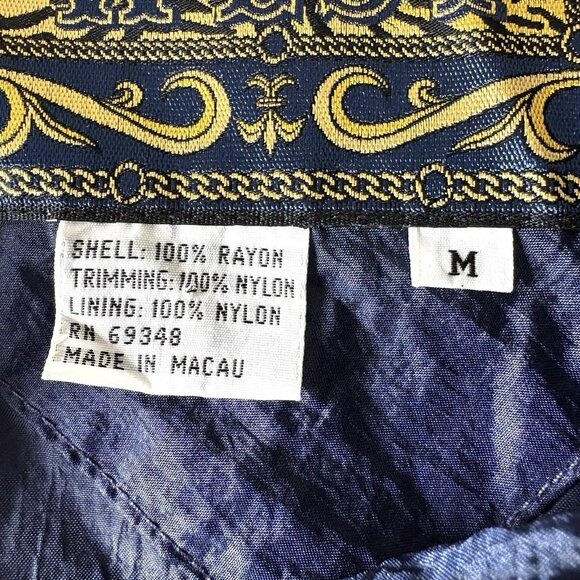 SHELL: 100% RAYON
TRIMMING: 100% NYLON
LINING: 100% NYLON
RN 69348
MADE IN MACAU
M